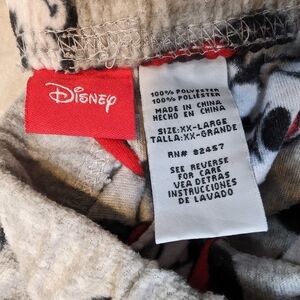 Disney
100% POLYESTER
100% POLIÉSTER
MADE IN CHINA
HECHO EN CHINA
SIZE:XX-LARGE
TALLA:XX-GRANDE
RN# 82457
SEE REVERSE
FOR CARE
VEA DETRAS
INSTRUCCIONES
DE LAVADO